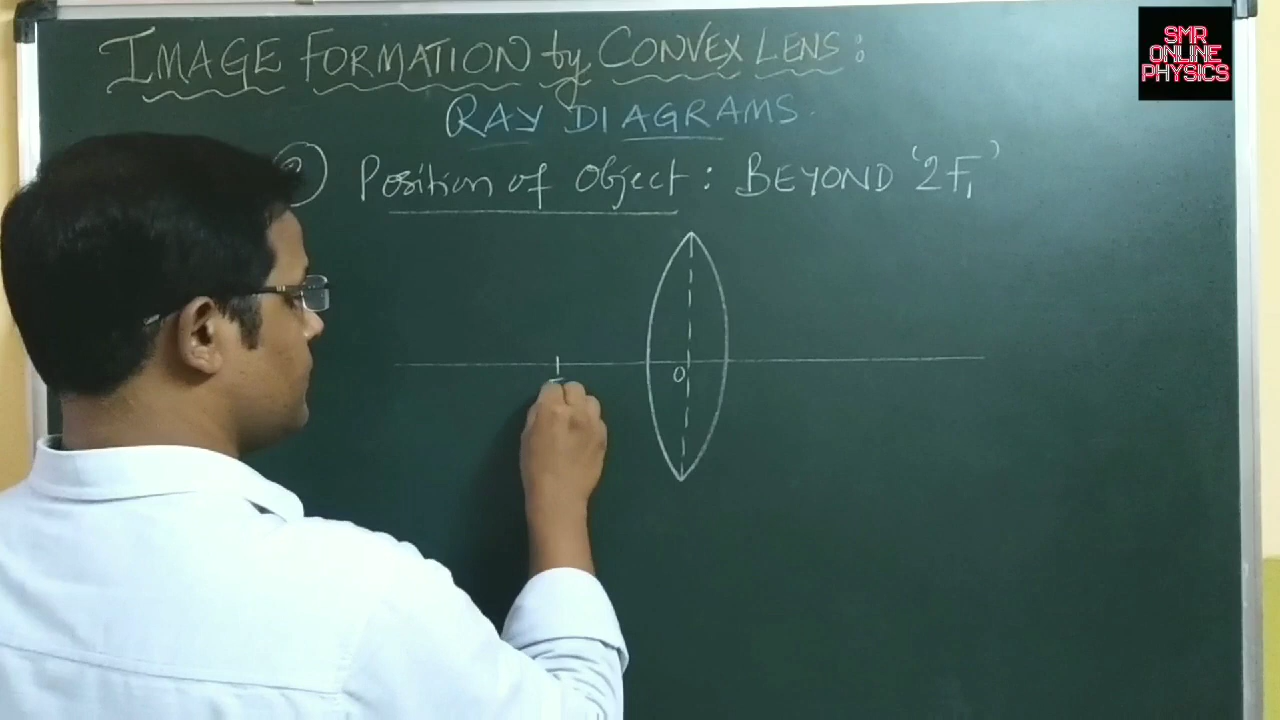 IMAGE FORMATION by CONVEX LENS:
RAY DIAGRAMS.
Position of Object: BEYOND '2F₁'
O
SMR
ONLINE
PHYSICS